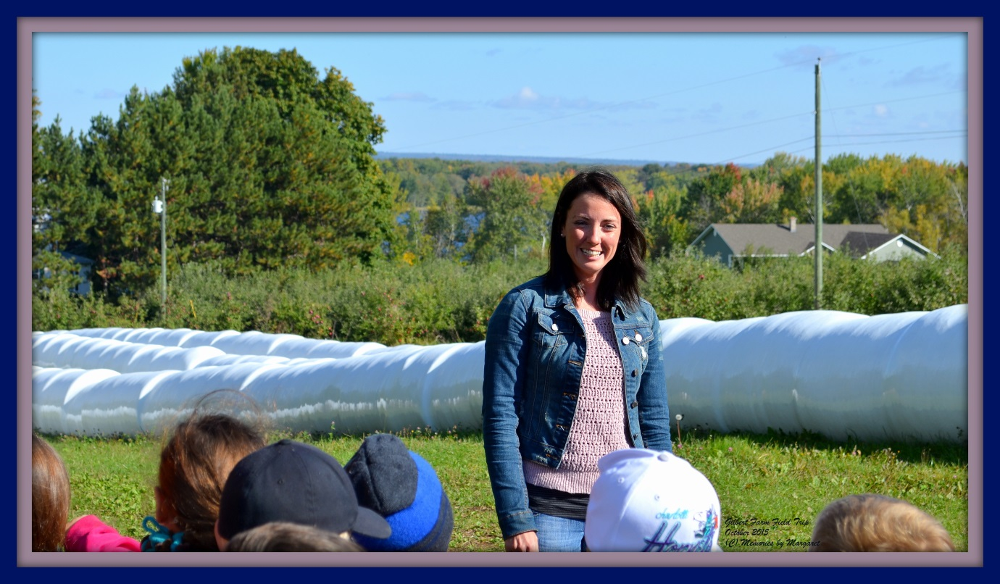 Gilbert Farm Field Trip
October 2015
(C) Memories by Margaret